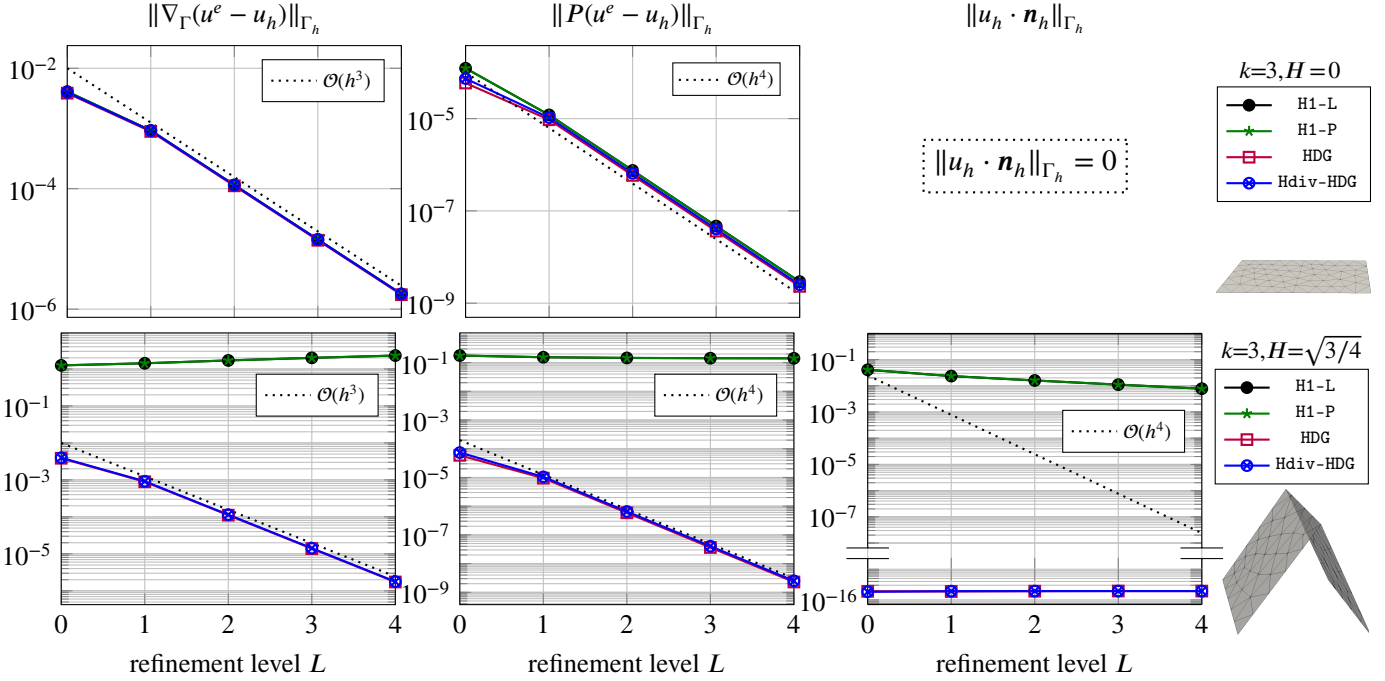 ‖∇_Γ(u^e − u_h)‖_{Γ_h}
‖P(u^e − u_h)‖_{Γ_h}
‖u_h · n_h‖_{Γ_h}
10^−2
10^−4
10^−6
O(h^3)
10^−5
10^−7
10^−9
O(h^4)
‖u_h · n_h‖_{Γ_h} = 0
k=3, H = 0
H1-L
H1-P
HDG
Hdiv-HDG
10^−1
10^−3
10^−5
O(h^3)
0 1 2 3 4
refinement level L
10^−1
10^−3
10^−5
10^−7
10^−9
O(h^4)
0 1 2 3 4
refinement level L
10^−1
10^−3
10^−5
10^−7
10^−16
O(h^4)
0 1 2 3 4
refinement level L
k=3, H=√3/4
H1-L
H1-P
HDG
Hdiv-HDG